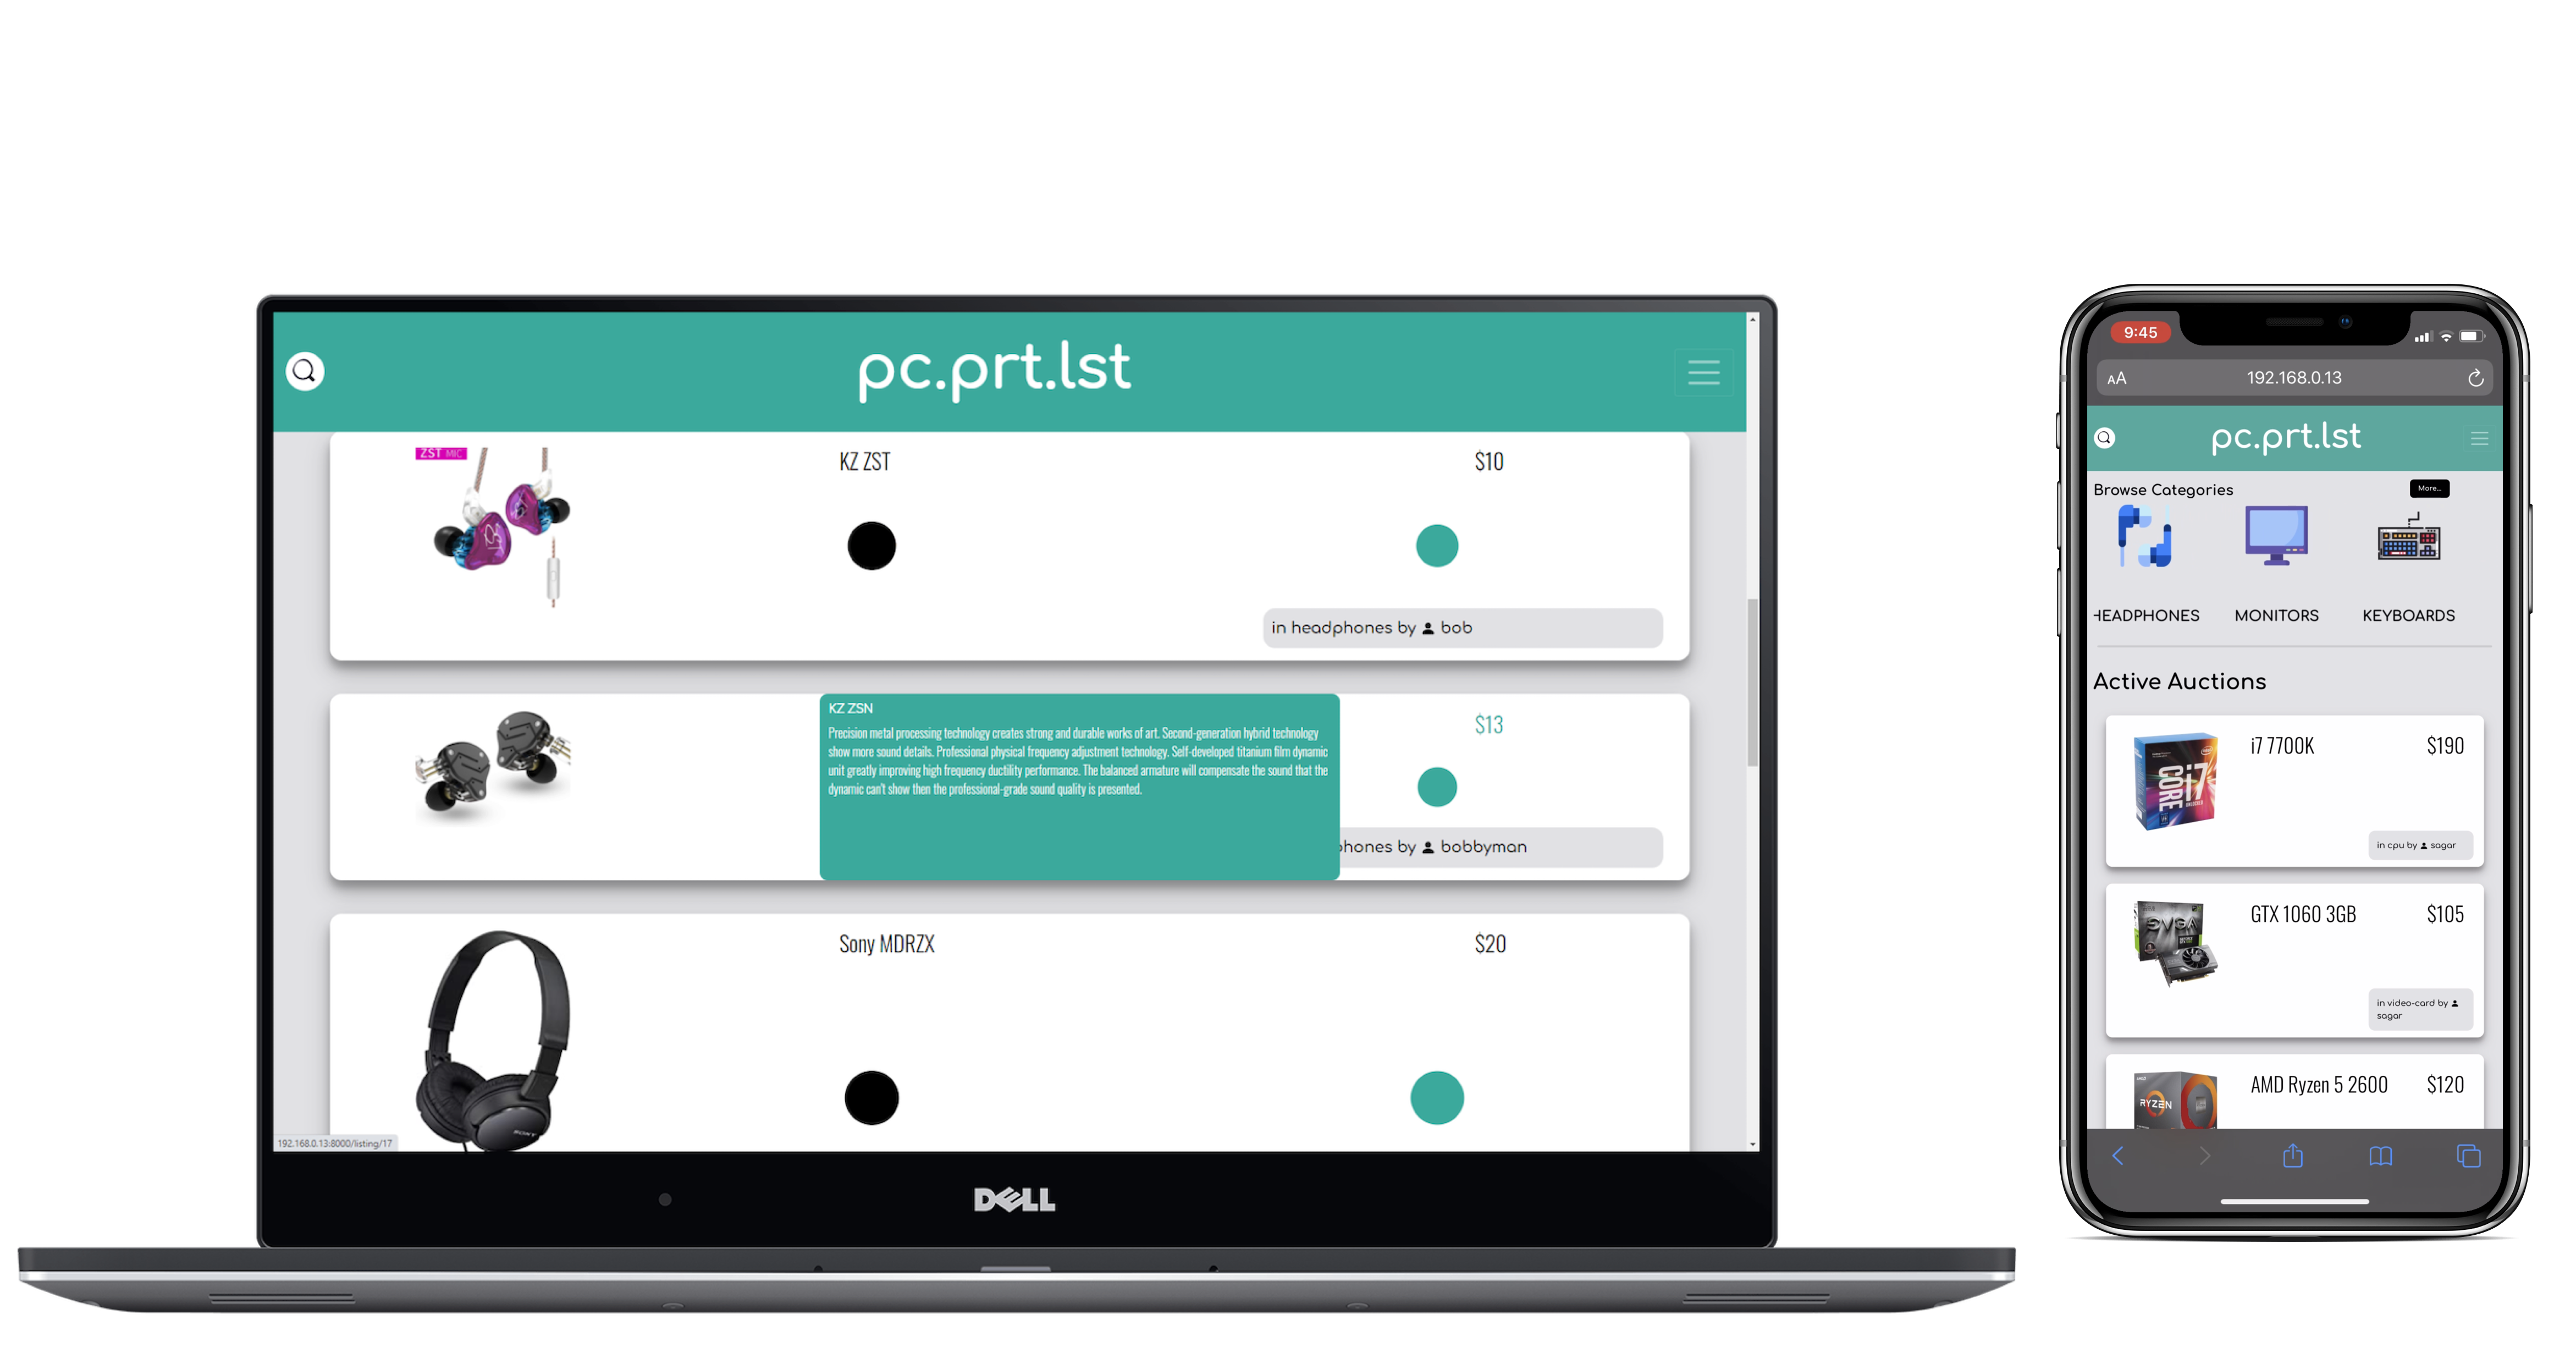 pc.prt.lst
ZST MIC
KZ ZST
$10
in headphones by bob
KZ ZSN
Precision metal processing technology creates strong and durable works of art. Second-generation hybrid technology
show more sound details. Professional physical frequency adjustment technology. Self-developed titanium film dynamic
unit greatly improving high frequency ductility performance. The balanced armature will compensate the sound that the
dynamic can't show then the professional-grade sound quality is presented.
$13
phones by bobbyman
Sony MDRZX
$20
SONY
192.168.0.13:8000/listing/17
DELL
9:45
AA
192.168.0.13
pc.prt.lst
Browse Categories
More...
HEADPHONES
MONITORS
KEYBOARDS
Active Auctions
CORE i7
i7 7700K
$190
in cpu by sagar
EVGA
GTX 1060 3GB
$105
in video-card by
sagar
RYZEN
AMD Ryzen 5 2600
$120